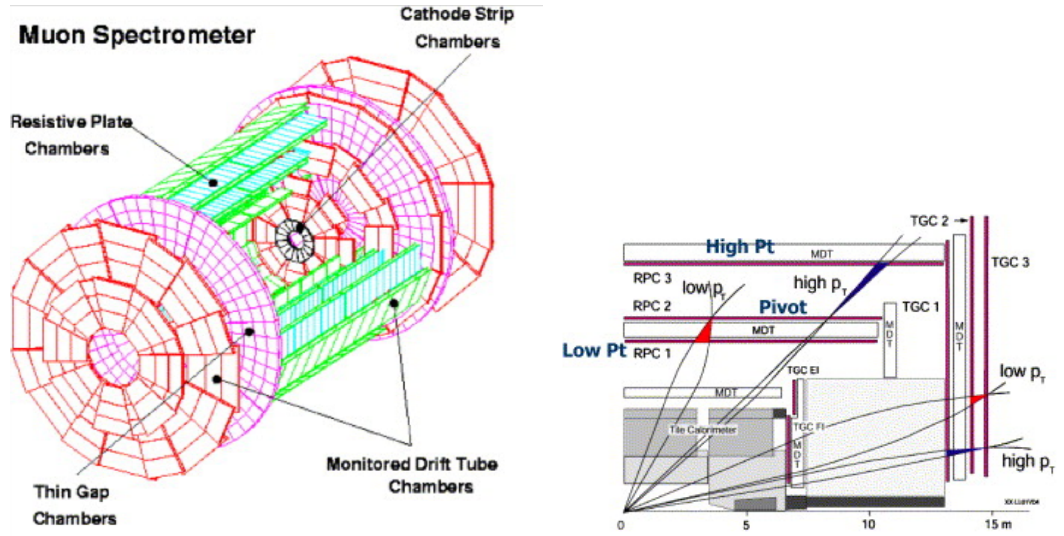 Muon Spectrometer
Cathode Strip
Chambers
Resistive Plate
Chambers
Thin Gap
Chambers
Monitored Drift Tube
Chambers
TGC 2
High Pt
MDT
TGC 3
RPC 3
low pT
high pT
RPC 2
Pivot
TGC 1
MDT
MDT
MDT
Low Pt
RPC 1
TGC EI
low pT
MDT
Tile Calorimeter
TGC FI
MDT
high pT
0
5
10
15 m